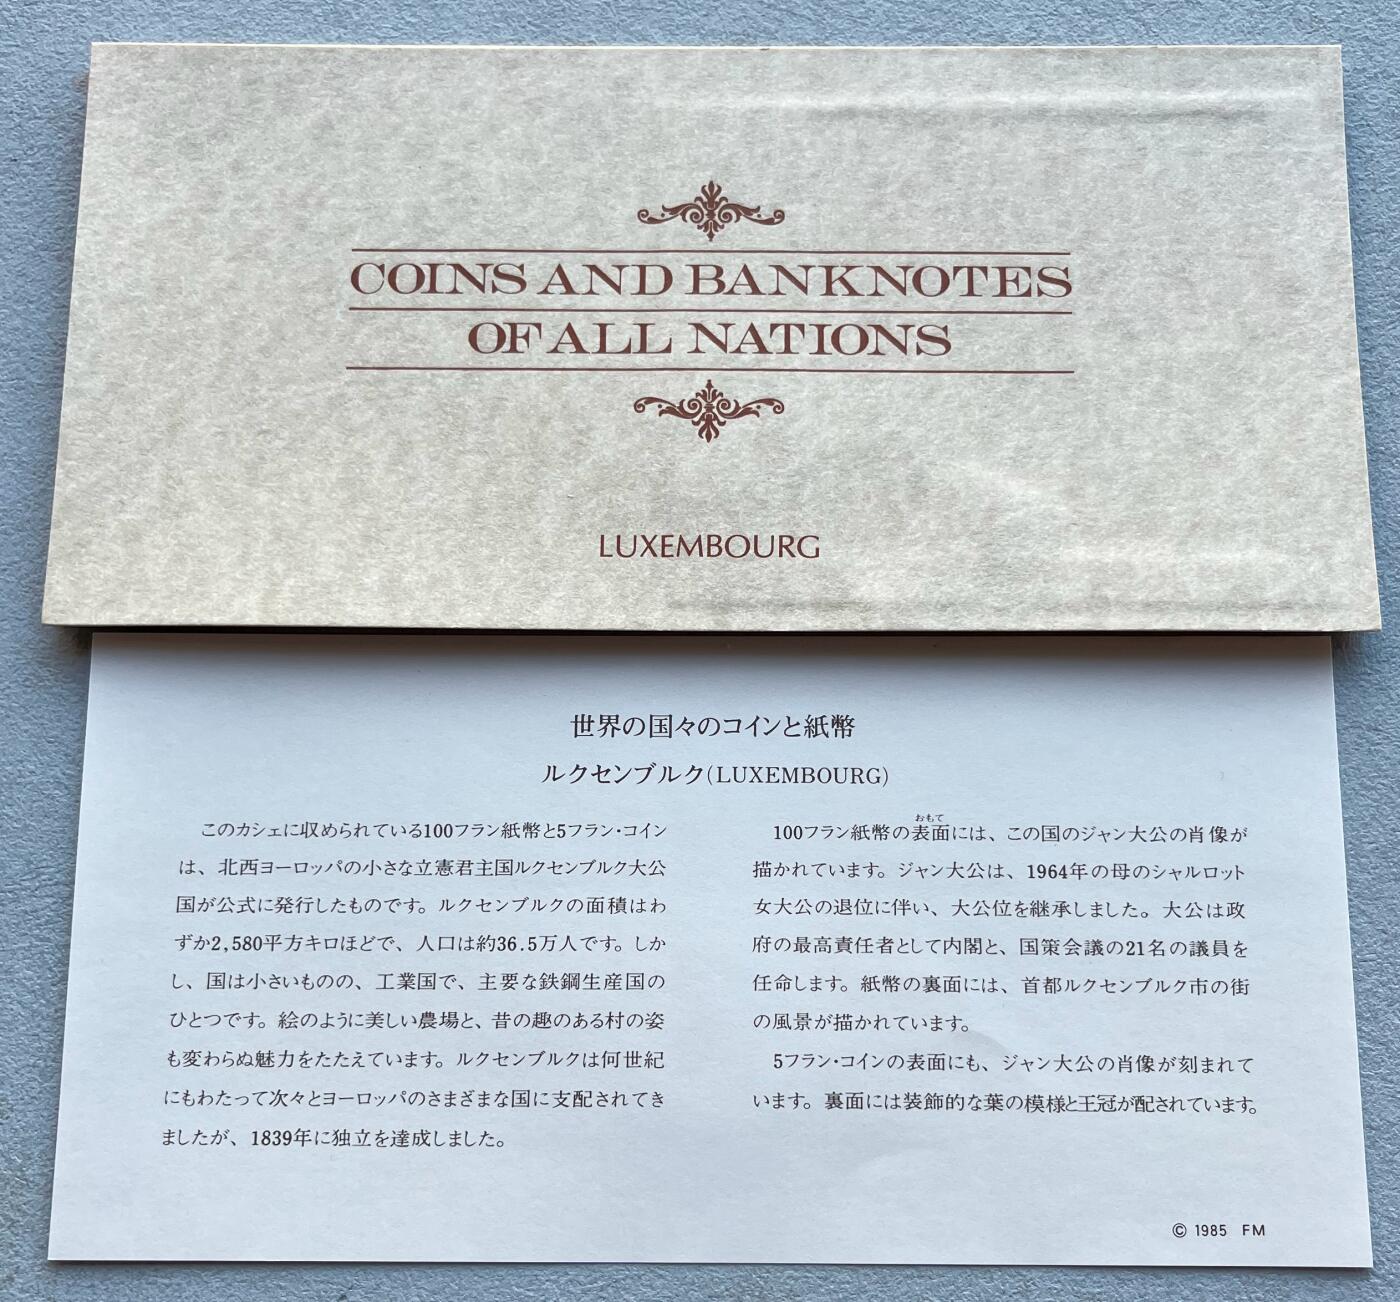 COINS AND BANKNOTES
OF ALL NATIONS
LUXEMBOURG
世界の国々のコインと紙幣
ルクセンブルク(LUXEMBOURG)
このカシェに収められている100フラン紙幣と5フラン・コイン
は、北西ヨーロッパの小さな立憲君主国ルクセンブルク大公
国が公式に発行したものです。ルクセンブルクの面積はわ
ずか2,580平方キロほどで、人口は約36.5万人です。しか
し、国は小さいものの、工業国で、主要な鉄鋼生産国の
ひとつです。絵のように美しい農場と、昔の趣のある村の姿
も変わらぬ魅力をたたえています。ルクセンブルクは何世紀
にもわたって次々とヨーロッパのさまざまな国に支配されてき
ましたが、1839年に独立を達成しました。
おもて
100フラン紙幣の表面には、この国のジャン大公の肖像が
描かれています。ジャン大公は、1964年の母のシャルロット
女大公の退位に伴い、大公位を継承しました。大公は政
府の最高責任者として内閣と、国策会議の21名の議員を
任命します。紙幣の裏面には、首都ルクセンブルク市の街
の風景が描かれています。
5フラン・コインの表面にも、ジャン大公の肖像が刻まれて
います。裏面には装飾的な葉の模様と王冠が配されています。
© 1985 FM